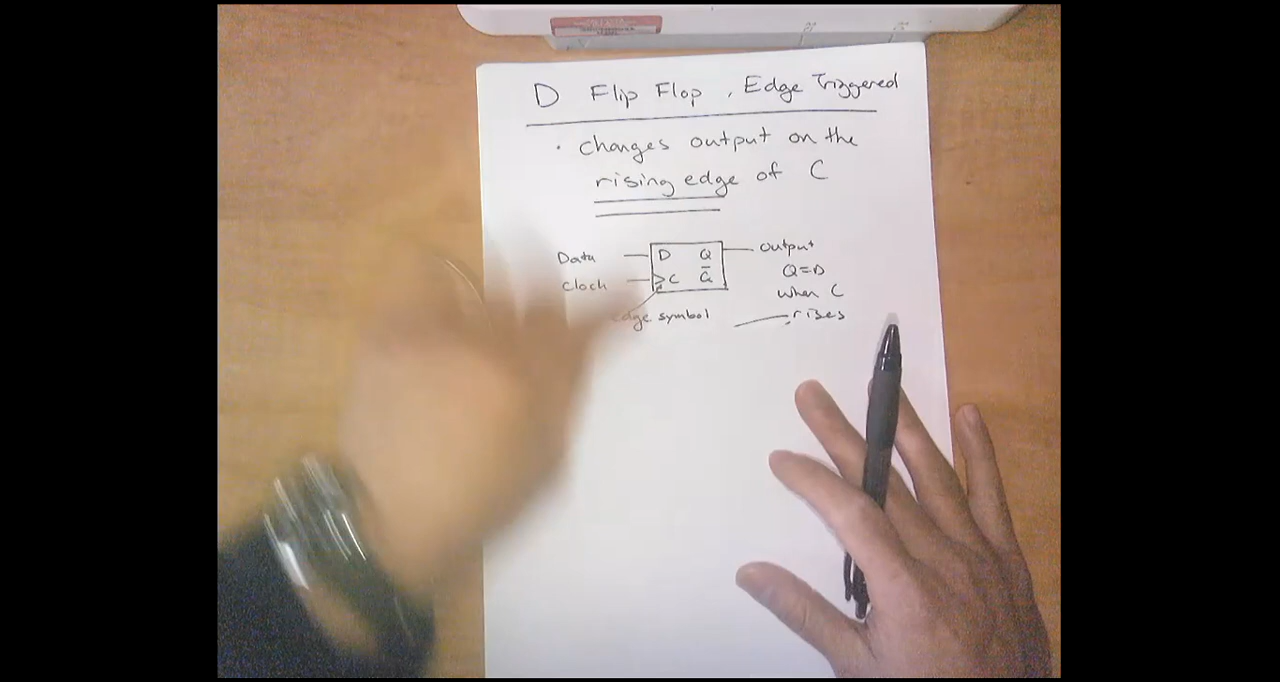 D Flip Flop, Edge Triggered
• Changes output on the
rising edge of C
Data D Q output
Clock C Q̅ Q=D
when C
edge symbol rises